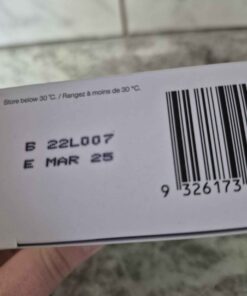 Store below 30°C. / Rangez à moins de 30 °C.
B 22L007
E MAR 25
9 326173